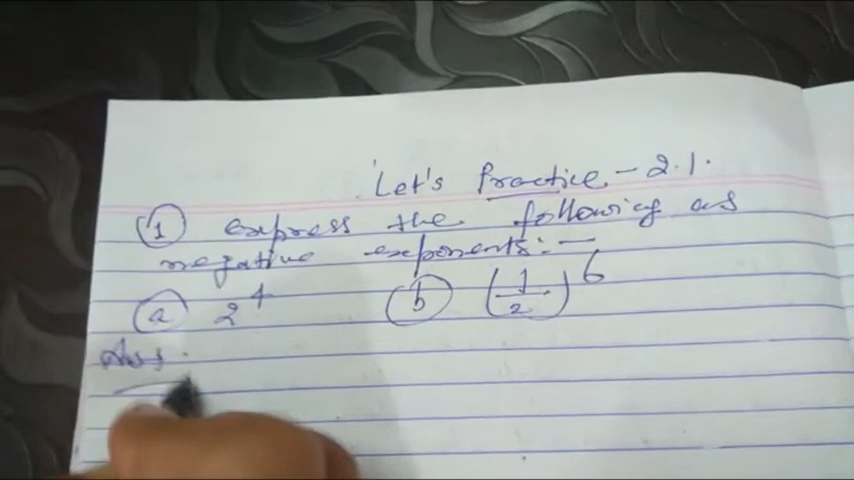 Let's Practice - 2.1.
(1) express the following as
negative exponents: —
(a) 2^4 (b) (1/2)^6
Ans.